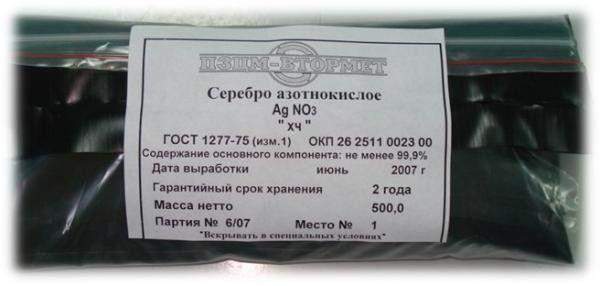 ПЗЦМ-ВТОРМЕТ
Серебро азотнокислое
Ag NO3
" хч "
ГОСТ 1277-75 (изм.1) ОКП 26 2511 0023 00
Содержание основного компонента: не менее 99,9%
Дата выработки июнь 2007 г
Гарантийный срок хранения 2 года
Масса нетто 500,0
Партия № 6/07 Место № 1
"Вскрывать в специальных условиях"